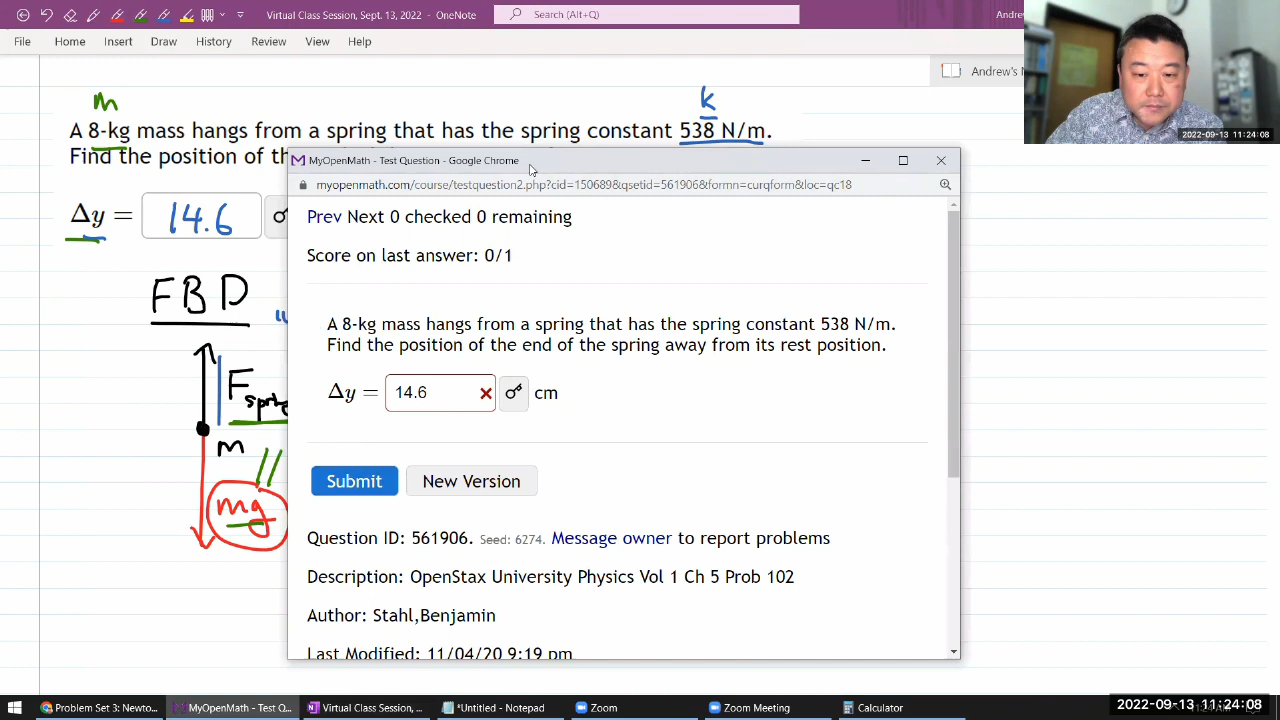 Virtual Class Session, Sept. 13, 2022 - OneNote
Search (Alt+Q)
Andrew
File Home Insert Draw History Review View Help
Andrew's N
m
k
A 8-kg mass hangs from a spring that has the spring constant 538 N/m.
Find the position of th
Δy = 14.6
FBD
F
m
mg
MyOpenMath - Test Question - Google Chrome
myopenmath.com/course/testquestion2.php?cid=150689&qsetid=561906&formn=curqform&loc=qc18
Prev Next 0 checked 0 remaining
Score on last answer: 0/1
A 8-kg mass hangs from a spring that has the spring constant 538 N/m.
Find the position of the end of the spring away from its rest position.
Δy = 14.6 cm
Submit New Version
Question ID: 561906. Seed: 6274. Message owner to report problems
Description: OpenStax University Physics Vol 1 Ch 5 Prob 102
Author: Stahl,Benjamin
Last Modified: 11/04/20 9:19 pm
2022-09-13 11:24:08
Problem Set 3: Newto... MyOpenMath - Test Q... Virtual Class Session, ... *Untitled - Notepad Zoom Zoom Meeting Calculator
2022-09-13 11:24:08